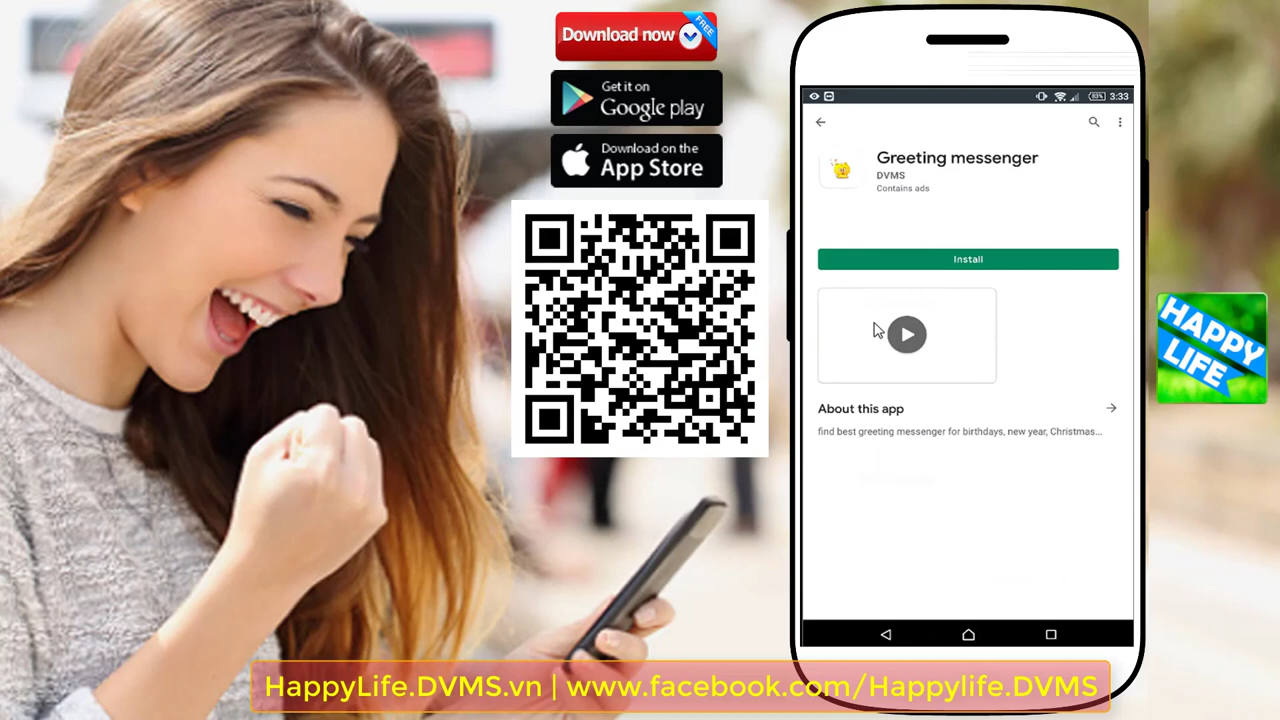 Download now
FREE
Get it on
Google play
Download on the
App Store
83%
3:33
Greeting messenger
DVMS
Contains ads
Install
About this app
find best greeting messenger for birthdays, new year, Christmas...
HAPPY
LIFE
HappyLife.DVMS.vn | www.facebook.com/Happylife.DVMS